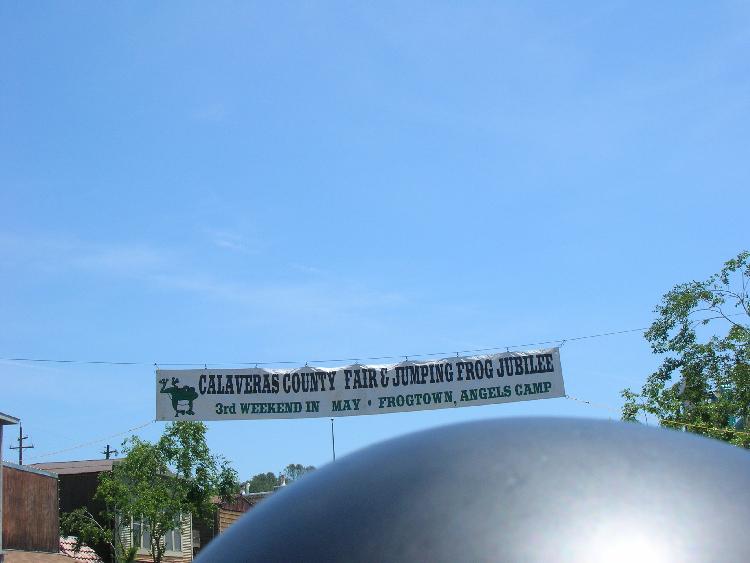 CALAVERAS COUNTY FAIR & JUMPING FROG JUBILEE
3rd WEEKEND IN MAY • FROGTOWN, ANGELS CAMP